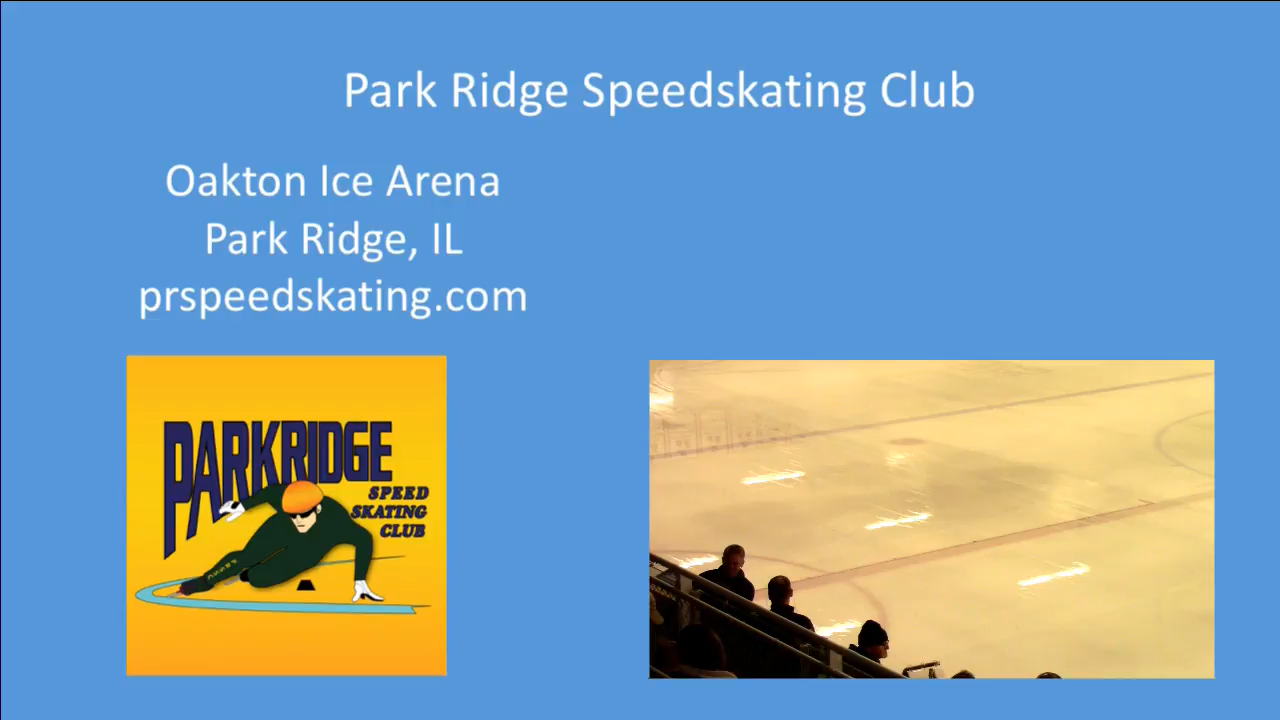 Park Ridge Speedskating Club
Oakton Ice Arena
Park Ridge, IL
prspeedskating.com
PARKRIDGE
SPEED
SKATING
CLUB